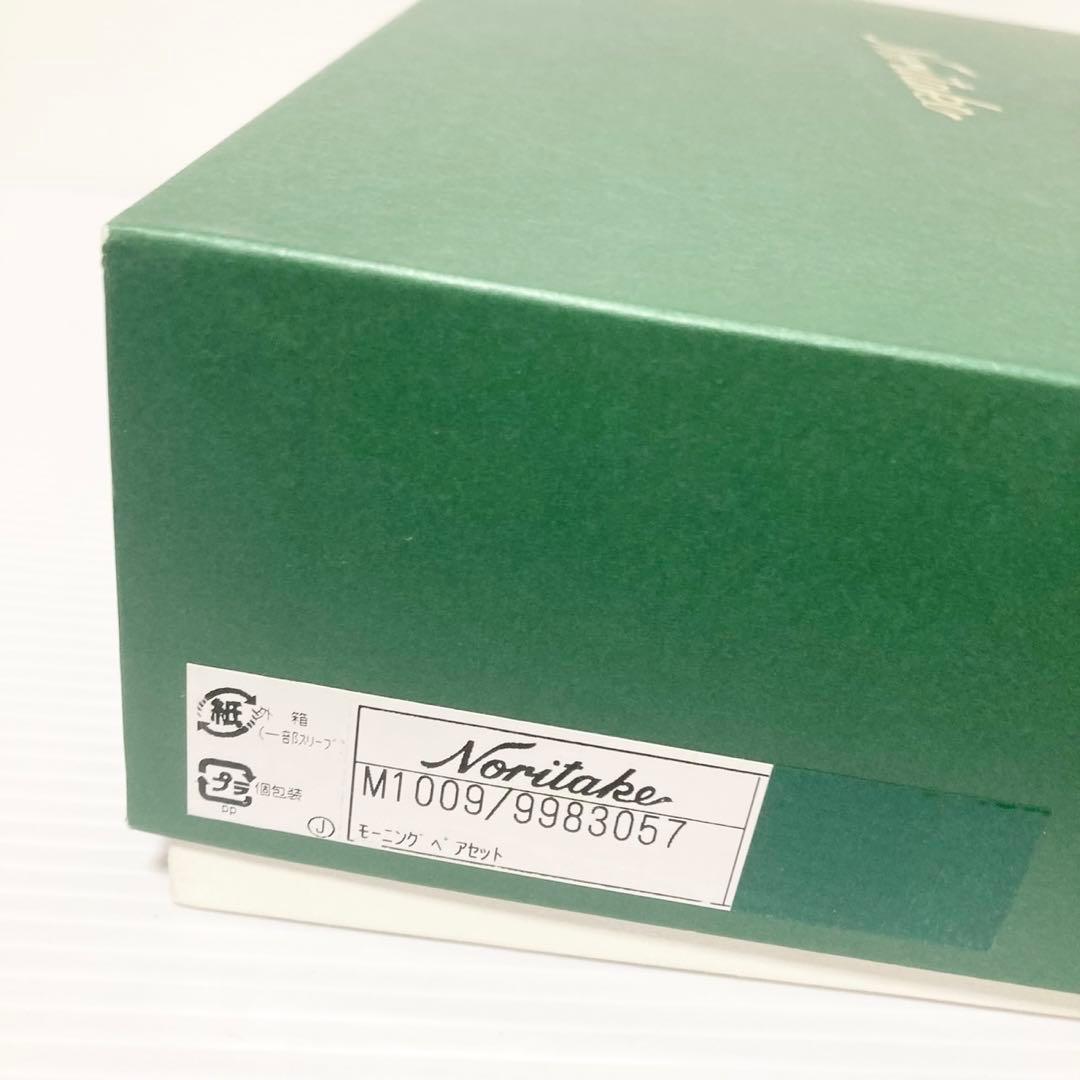 Noritake
紙 外 箱
(一部スリーブ
プラ 個包装
PP
J
Noritake
M1009/9983057
モーニング ペアセット